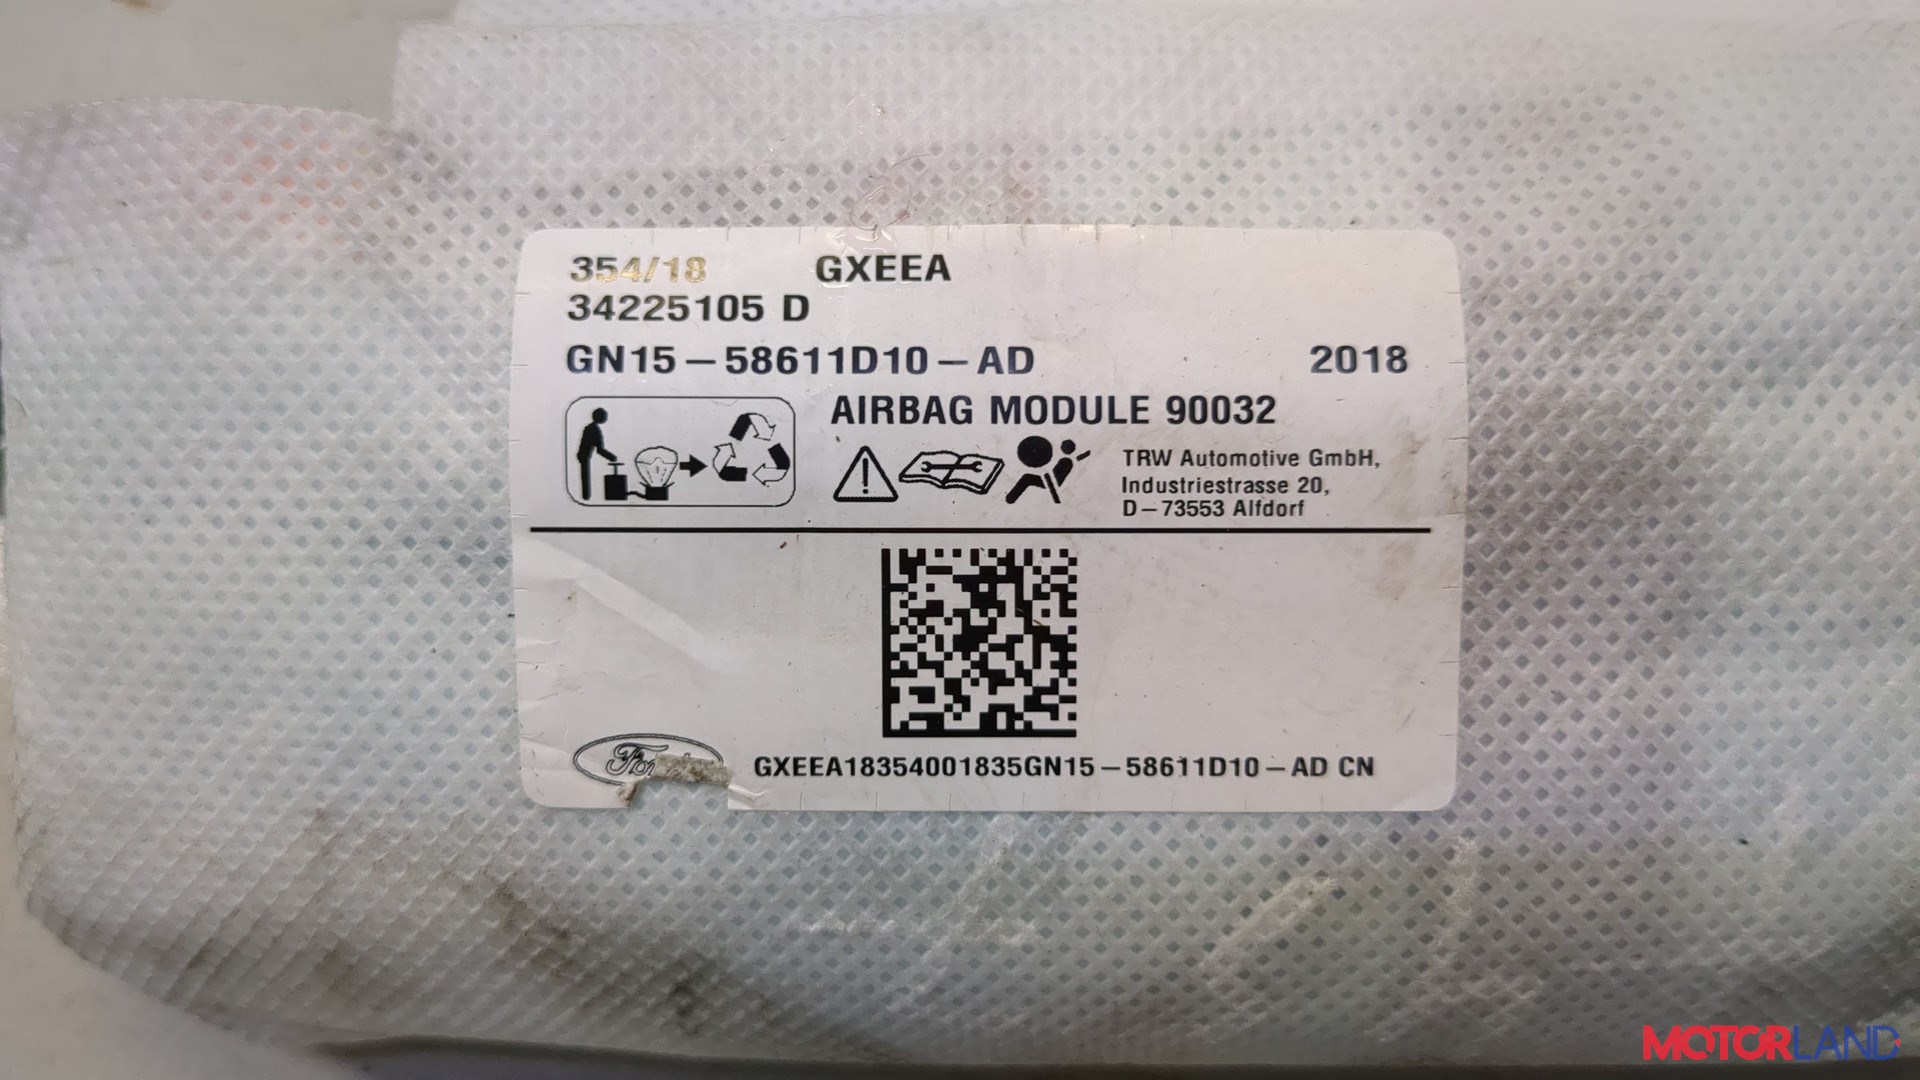 354/18 GXEEA
34225105 D
GN15-58611D10-AD 2018
AIRBAG MODULE 90032
TRW Automotive GmbH,
Industriestrasse 20,
D-73553 Alfdorf
GXEEA18354001835GN15-58611D10-AD CN
MOTORLAND